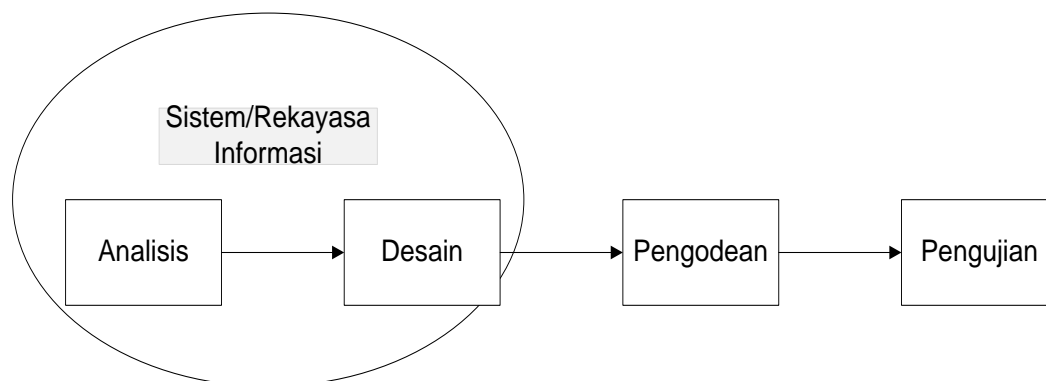 Sistem/Rekayasa
Informasi
Analisis
Desain
Pengodean
Pengujian